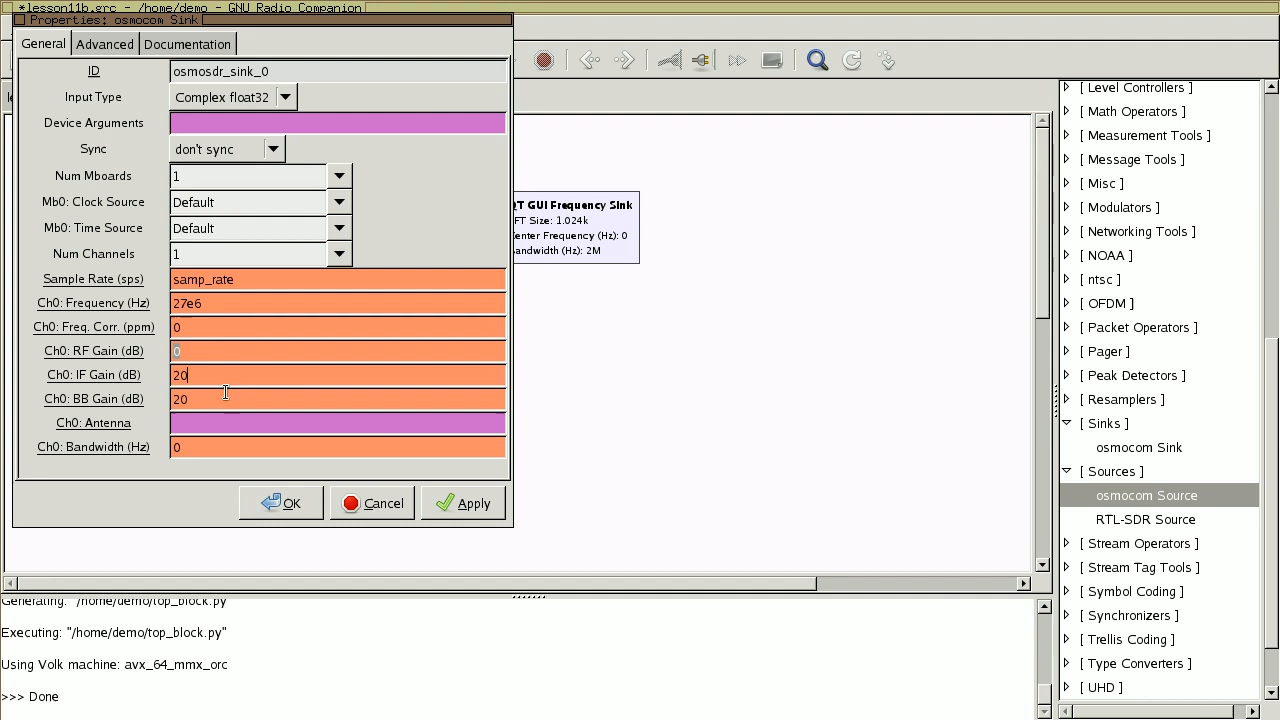 *lesson11b.grc - /home/demo - GNU Radio Companion
Properties: osmocom Sink
General
Advanced
Documentation
ID
osmosdr_sink_0
Input Type
Complex float32
Device Arguments
Sync
don't sync
Num Mboards
1
Mb0: Clock Source
Default
Mb0: Time Source
Default
Num Channels
1
Sample Rate (sps)
samp_rate
Ch0: Frequency (Hz)
27e6
Ch0: Freq. Corr. (ppm)
0
Ch0: RF Gain (dB)
0
Ch0: IF Gain (dB)
20
Ch0: BB Gain (dB)
20
Ch0: Antenna
Ch0: Bandwidth (Hz)
0
OK
Cancel
Apply
QT GUI Frequency Sink
FT Size: 1.024k
enter Frequency (Hz): 0
andwidth (Hz): 2M
[ Level Controllers ]
[ Math Operators ]
[ Measurement Tools ]
[ Message Tools ]
[ Misc ]
[ Modulators ]
[ Networking Tools ]
[ NOAA ]
[ ntsc ]
[ OFDM ]
[ Packet Operators ]
[ Pager ]
[ Peak Detectors ]
[ Resamplers ]
[ Sinks ]
osmocom Sink
[ Sources ]
osmocom Source
RTL-SDR Source
[ Stream Operators ]
[ Stream Tag Tools ]
[ Symbol Coding ]
[ Synchronizers ]
[ Trellis Coding ]
[ Type Converters ]
[ UHD ]
Generating: "/home/demo/top_block.py"
Executing: "/home/demo/top_block.py"
Using Volk machine: avx_64_mmx_orc
>>> Done